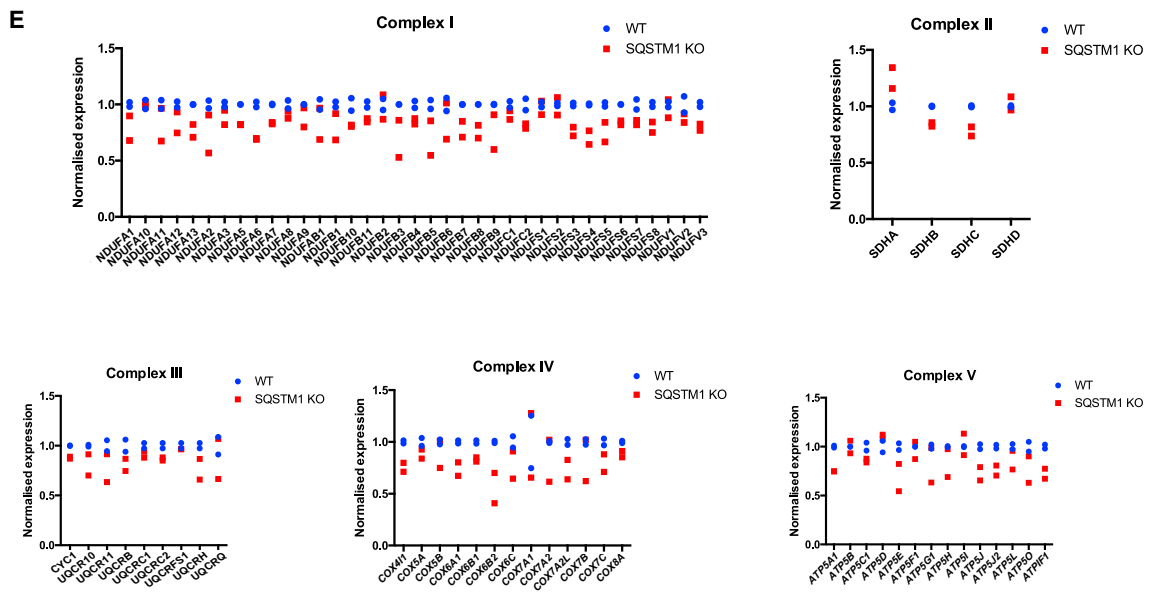 E
Complex I
WT
SQSTM1 KO
Normalised expression
1.5
1.0
0.5
0.0
NDUFA1
NDUFA10
NDUFA11
NDUFA12
NDUFA13
NDUFA2
NDUFA3
NDUFA5
NDUFA6
NDUFA7
NDUFA8
NDUFA9
NDUFAB1
NDUFB1
NDUFB10
NDUFB11
NDUFB2
NDUFB3
NDUFB4
NDUFB5
NDUFB6
NDUFB7
NDUFB8
NDUFB9
NDUFC1
NDUFC2
NDUFS1
NDUFS2
NDUFS3
NDUFS4
NDUFS5
NDUFS6
NDUFS7
NDUFS8
NDUFV1
NDUFV2
NDUFV3
Complex II
WT
SQSTM1 KO
Normalised expression
1.5
1.0
0.5
0.0
SDHA
SDHB
SDHC
SDHD
Complex III
WT
SQSTM1 KO
Normalised expression
1.5
1.0
0.5
0.0
CYC1
UQCR10
UQCR11
UQCRB
UQCRC1
UQCRC2
UQCRFS1
UQCRH
UQCRQ
Complex IV
WT
SQSTM1 KO
Normalised expression
1.5
1.0
0.5
0.0
COX4I1
COX5A
COX5B
COX6A1
COX6B1
COX6B2
COX6C
COX7A1
COX7A2
COX7A2L
COX7B
COX7C
COX8A
Complex V
WT
SQSTM1 KO
Normalised expression
1.5
1.0
0.5
0.0
ATP5A1
ATP5B
ATP5C1
ATP5D
ATP5E
ATP5F1
ATP5G1
ATP5H
ATP5I
ATP5J
ATP5J2
ATP5L
ATP5O
ATPIF1